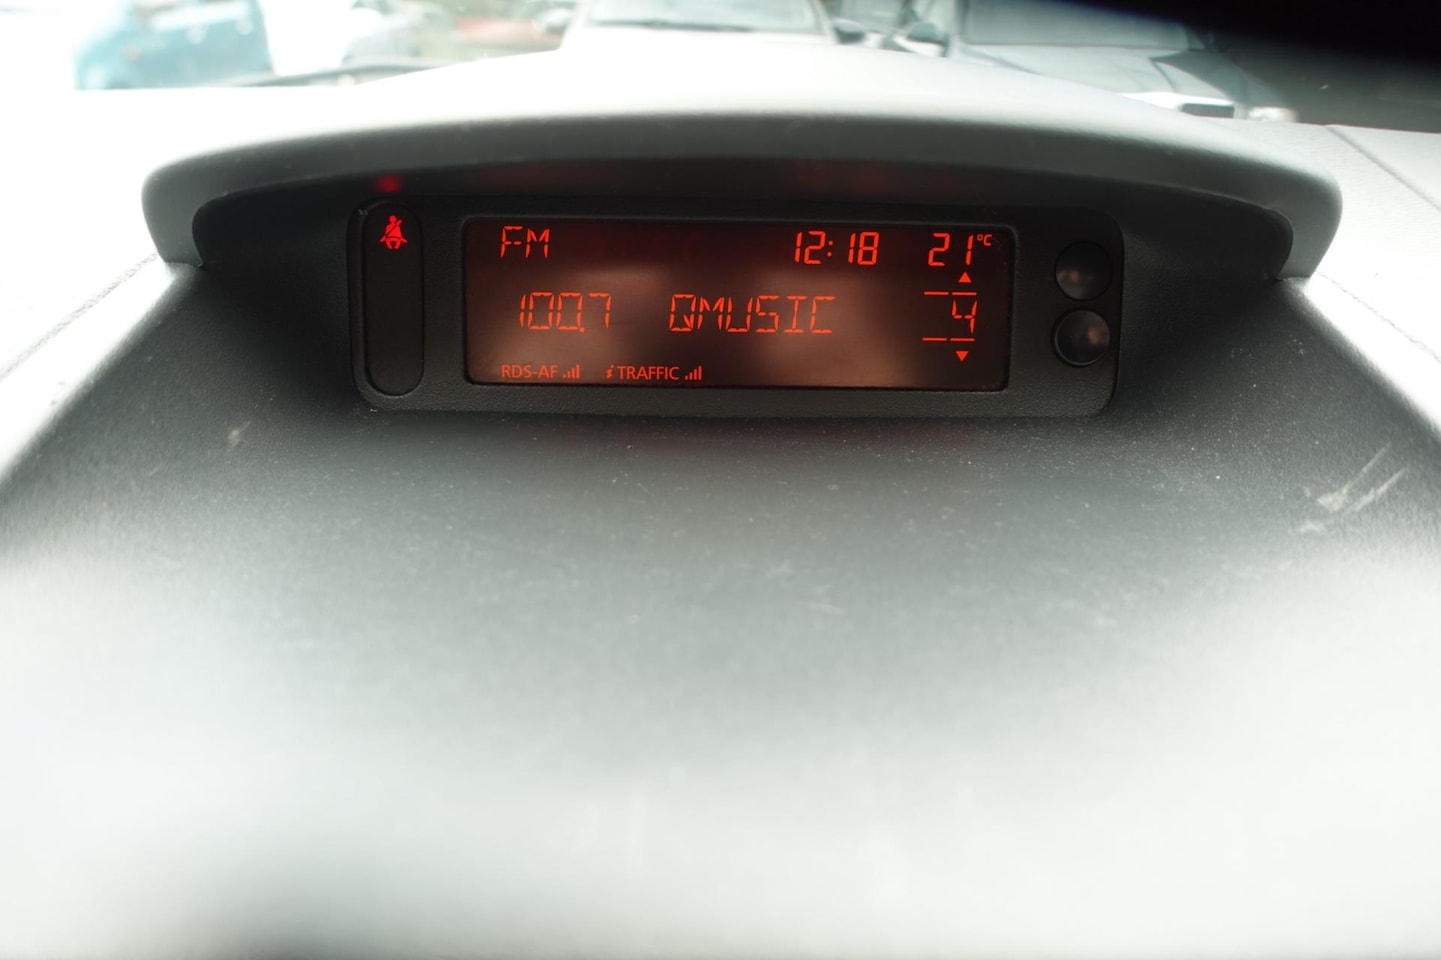 FM 12:18 21°C
100.7 QMUSIC 4
RDS-AF i TRAFFIC